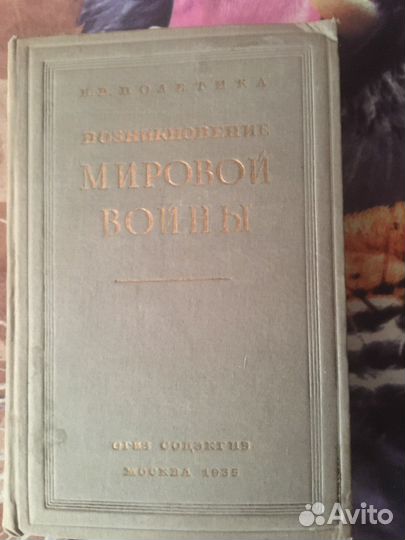 Н.П. ПОЛЕТИКА
ВОЗНИКНОВЕНИЕ
МИРОВОЙ
ВОЙНЫ
ОГИЗ СОЦЭКГИЗ
МОСКВА 1935
Avito